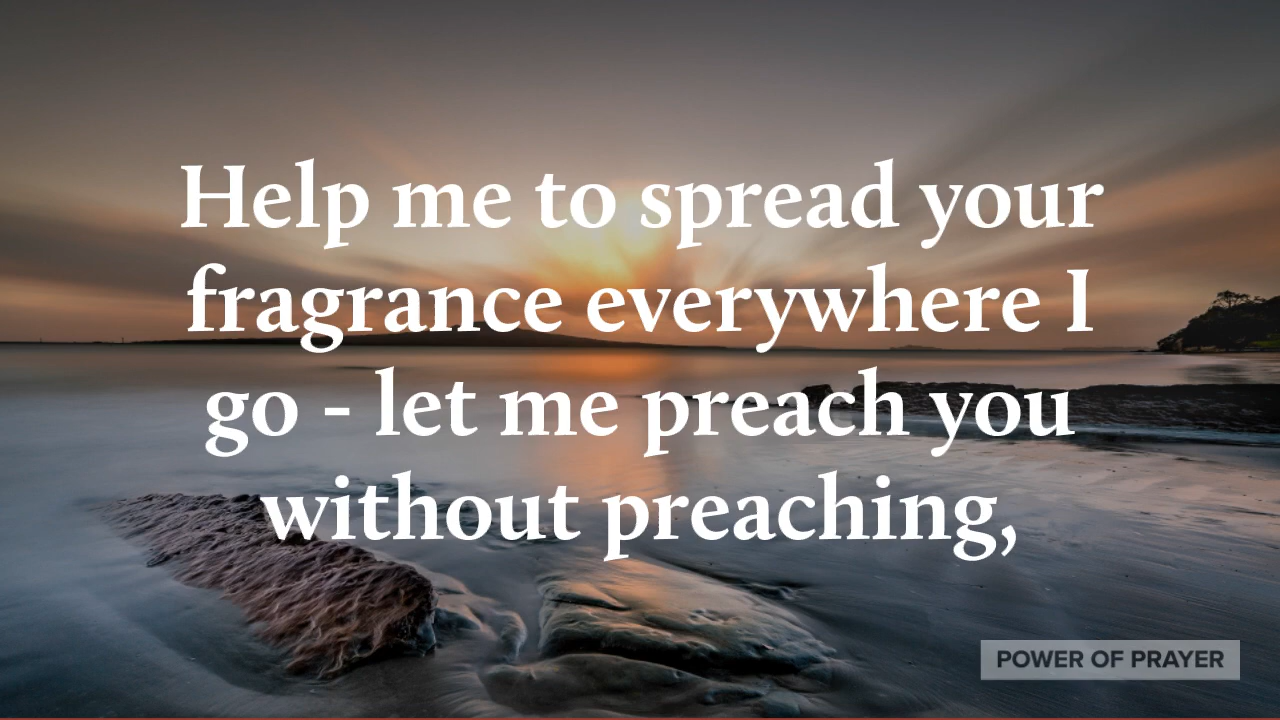 Help me to spread your
fragrance everywhere I
go - let me preach you
without preaching,
POWER OF PRAYER